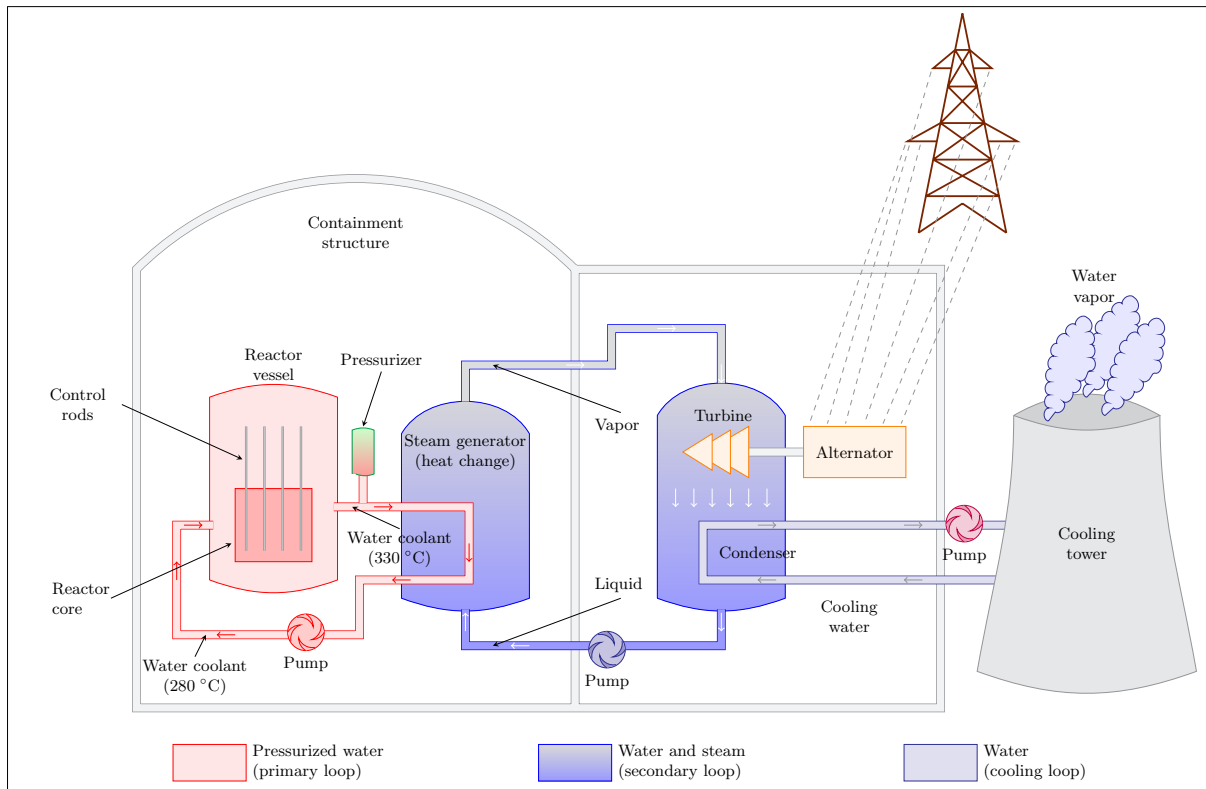 Containment
structure
Water
vapor
Reactor
vessel
Pressurizer
Control
rods
Vapor
Turbine
Steam generator
(heat change)
Alternator
Water coolant
(330 °C)
Condenser
Pump
Cooling
tower
Reactor
core
Liquid
Cooling
water
Water coolant
(280 °C)
Pump
Pump
Pressurized water
(primary loop)
Water and steam
(secondary loop)
Water
(cooling loop)